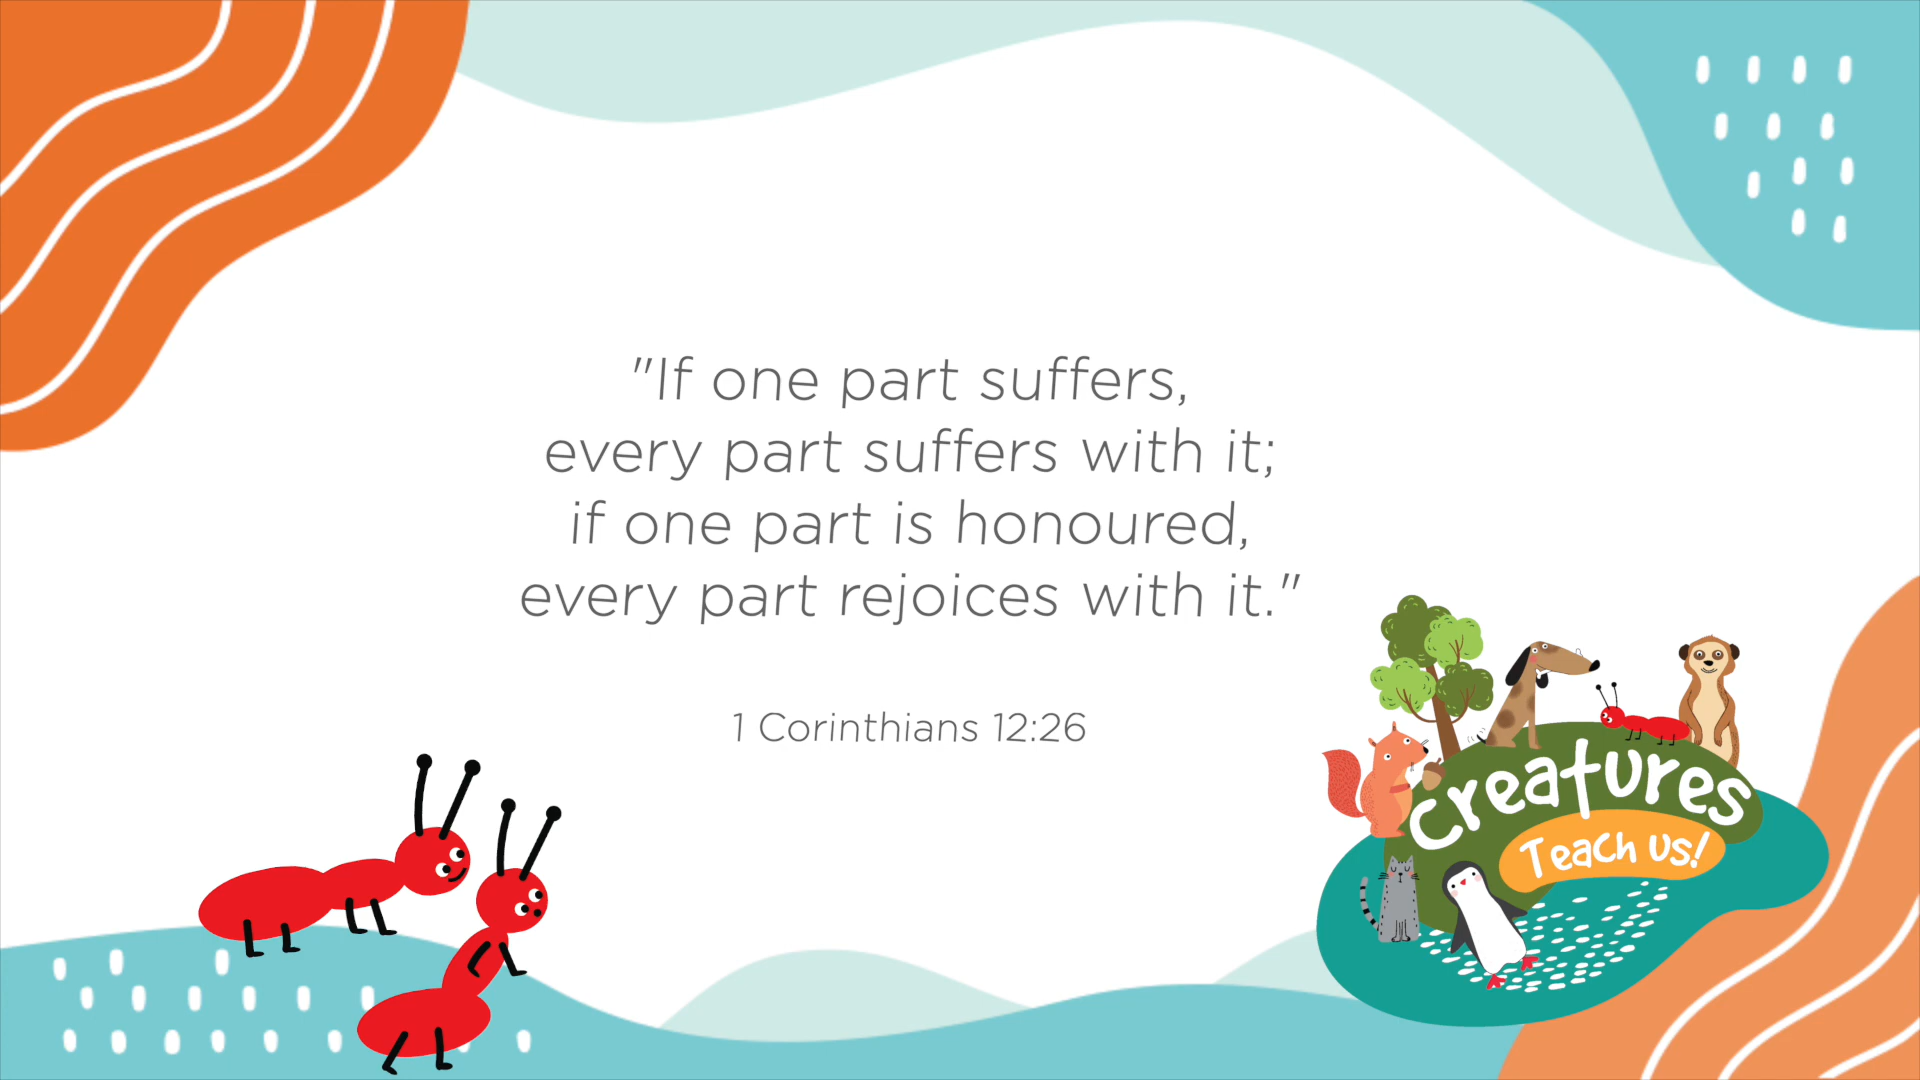 "If one part suffers,
every part suffers with it;
if one part is honoured,
every part rejoices with it."
1 Corinthians 12:26
creatures
Teach us!